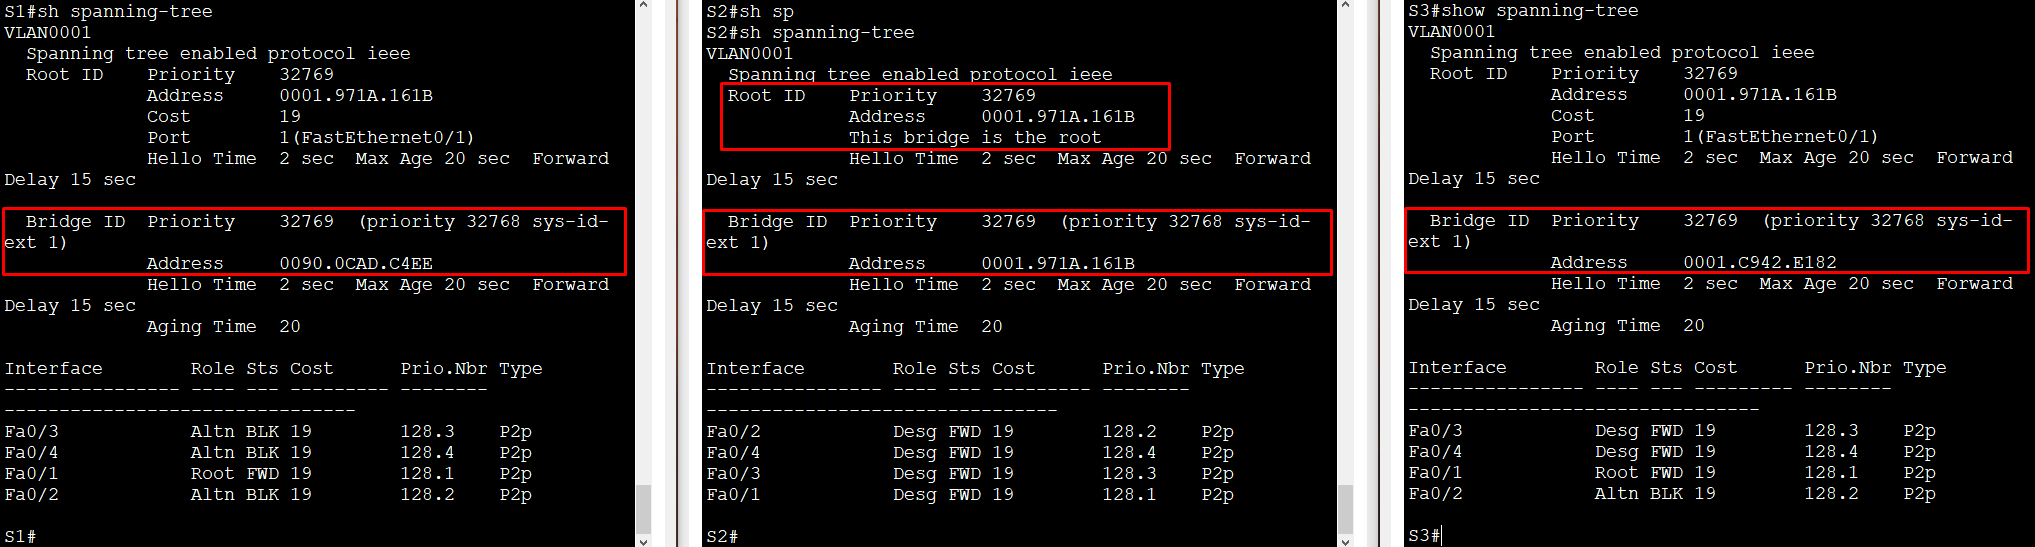 S1#sh spanning-tree
VLAN0001
  Spanning tree enabled protocol ieee
  Root ID    Priority    32769
             Address     0001.971A.161B
             Cost        19
             Port        1(FastEthernet0/1)
             Hello Time  2 sec  Max Age 20 sec  Forward
Delay 15 sec

  Bridge ID  Priority    32769  (priority 32768 sys-id-
ext 1)
             Address     0090.0CAD.C4EE
             Hello Time  2 sec  Max Age 20 sec  Forward
Delay 15 sec
             Aging Time  20

Interface        Role Sts Cost      Prio.Nbr Type
---------------- ---- --- --------- --------
--------------------------------
Fa0/3            Altn BLK 19        128.3    P2p
Fa0/4            Altn BLK 19        128.4    P2p
Fa0/1            Root FWD 19        128.1    P2p
Fa0/2            Altn BLK 19        128.2    P2p

S1#
S2#sh sp
S2#sh spanning-tree
VLAN0001
  Spanning tree enabled protocol ieee
  Root ID    Priority    32769
             Address     0001.971A.161B
             This bridge is the root
             Hello Time  2 sec  Max Age 20 sec  Forward
Delay 15 sec

  Bridge ID  Priority    32769  (priority 32768 sys-id-
ext 1)
             Address     0001.971A.161B
             Hello Time  2 sec  Max Age 20 sec  Forward
Delay 15 sec
             Aging Time  20

Interface        Role Sts Cost      Prio.Nbr Type
---------------- ---- --- --------- --------
--------------------------------
Fa0/2            Desg FWD 19        128.2    P2p
Fa0/4            Desg FWD 19        128.4    P2p
Fa0/3            Desg FWD 19        128.3    P2p
Fa0/1            Desg FWD 19        128.1    P2p

S2#
S3#show spanning-tree
VLAN0001
  Spanning tree enabled protocol ieee
  Root ID    Priority    32769
             Address     0001.971A.161B
             Cost        19
             Port        1(FastEthernet0/1)
             Hello Time  2 sec  Max Age 20 sec  Forward
Delay 15 sec

  Bridge ID  Priority    32769  (priority 32768 sys-id-
ext 1)
             Address     0001.C942.E182
             Hello Time  2 sec  Max Age 20 sec  Forward
Delay 15 sec
             Aging Time  20

Interface        Role Sts Cost      Prio.Nbr Type
---------------- ---- --- --------- --------
--------------------------------
Fa0/3            Desg FWD 19        128.3    P2p
Fa0/4            Desg FWD 19        128.4    P2p
Fa0/1            Root FWD 19        128.1    P2p
Fa0/2            Altn BLK 19        128.2    P2p

S3#